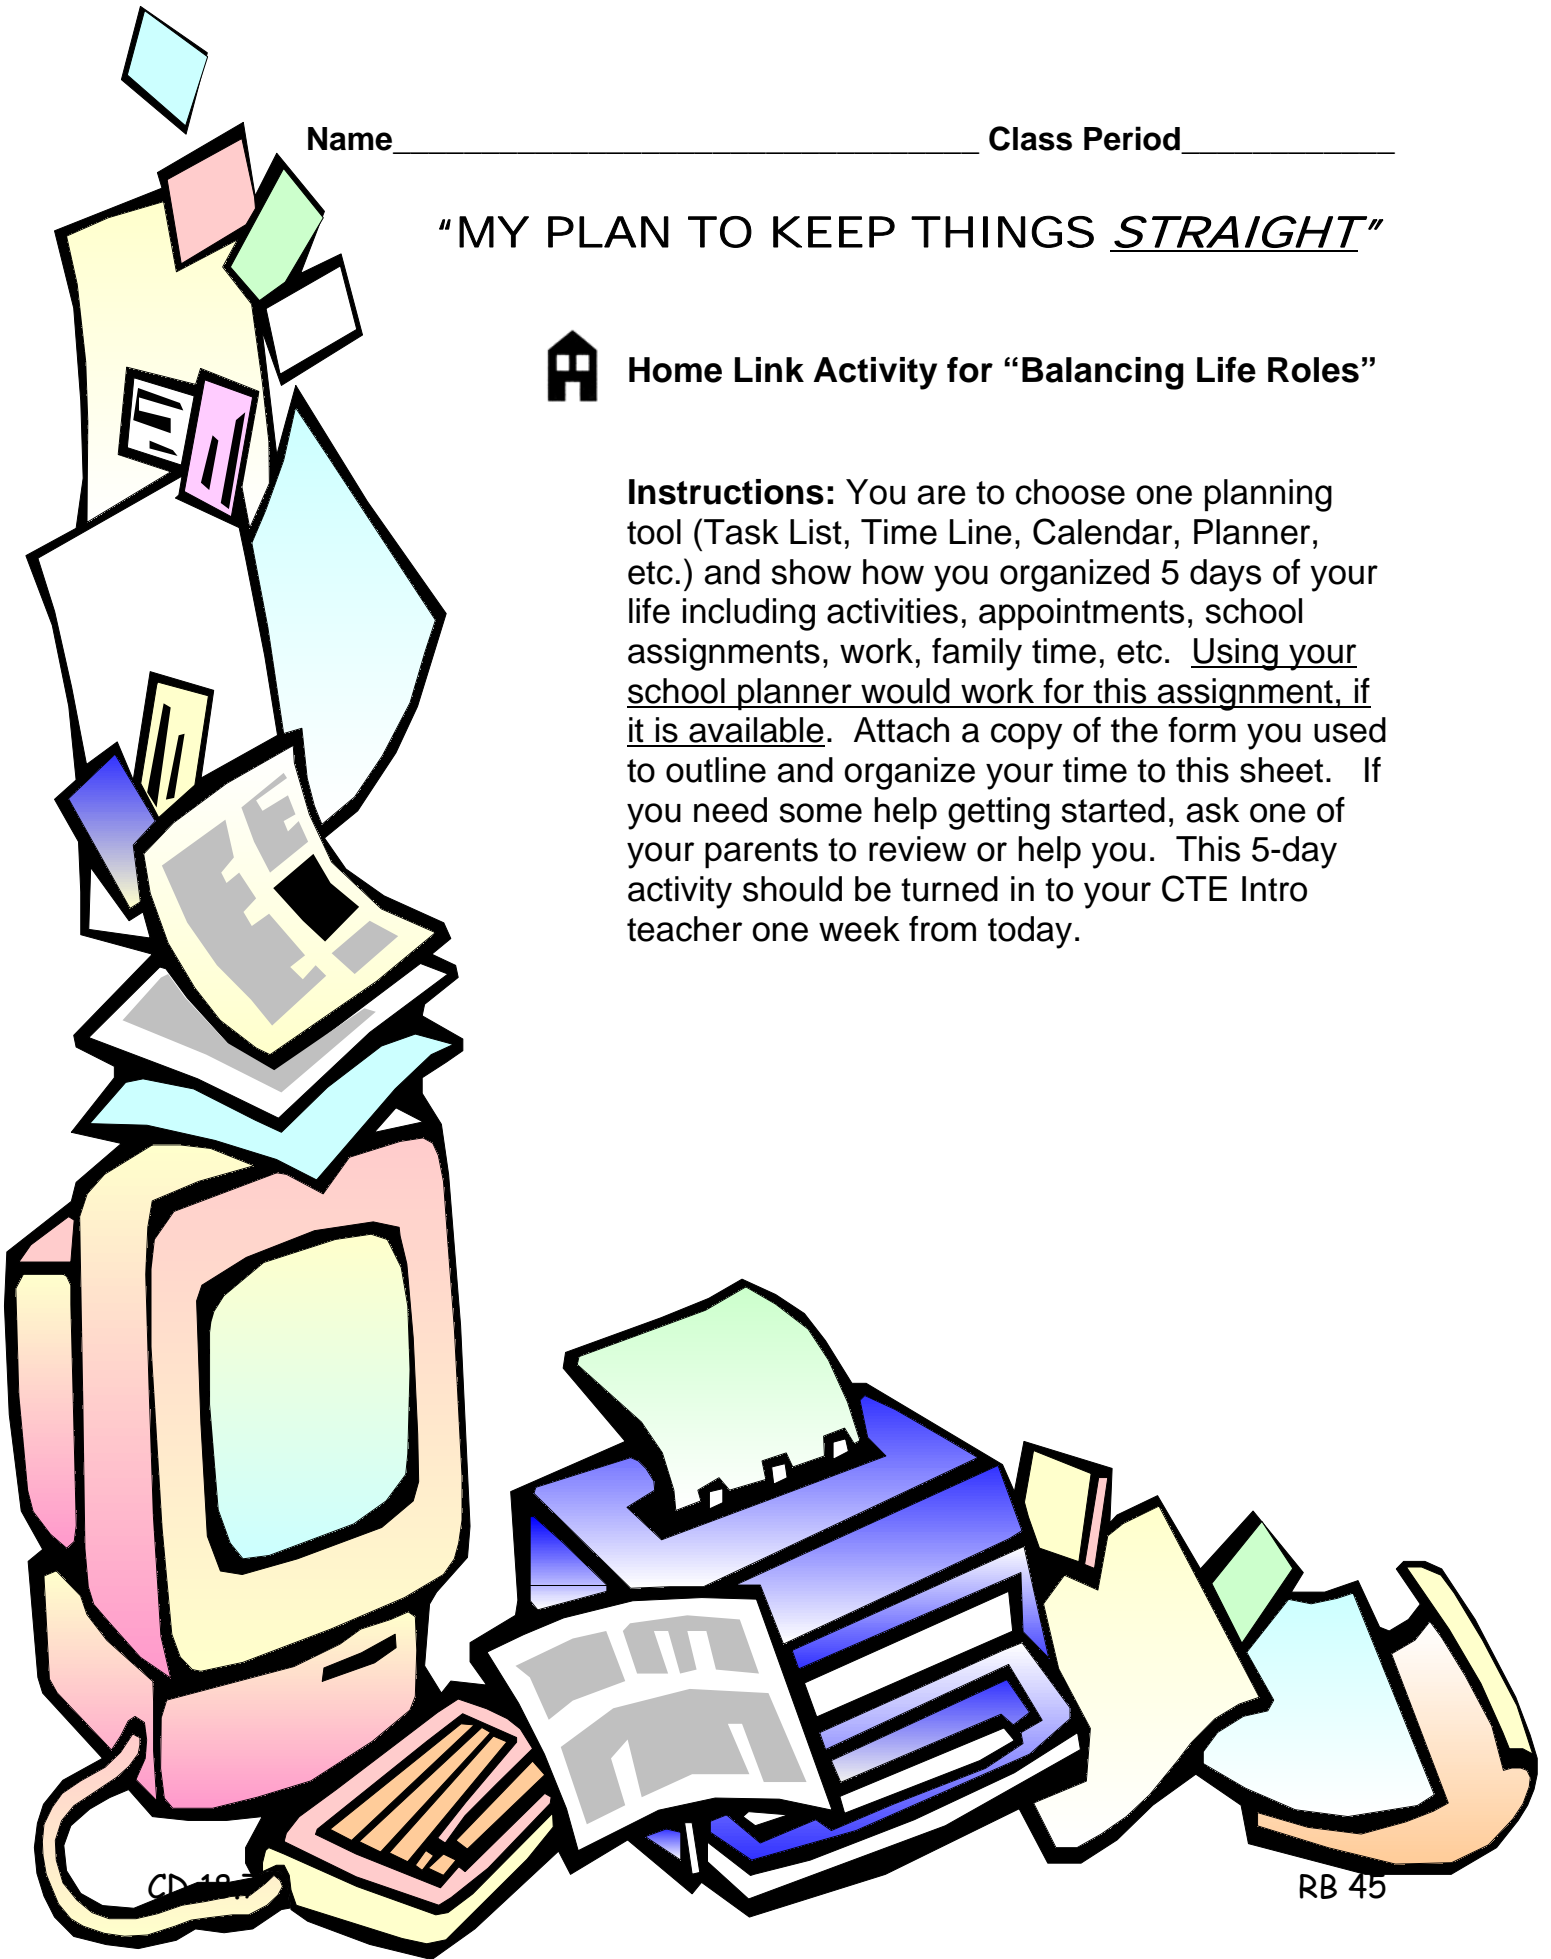 Name_________________________________ Class Period____________
"MY PLAN TO KEEP THINGS STRAIGHT"
Home Link Activity for “Balancing Life Roles”
Instructions: You are to choose one planning
tool (Task List, Time Line, Calendar, Planner,
etc.) and show how you organized 5 days of your
life including activities, appointments, school
assignments, work, family time, etc.  Using your
school planner would work for this assignment, if
it is available.  Attach a copy of the form you used
to outline and organize your time to this sheet.   If
you need some help getting started, ask one of
your parents to review or help you.  This 5-day
activity should be turned in to your CTE Intro
teacher one week from today.
CD
RB 45